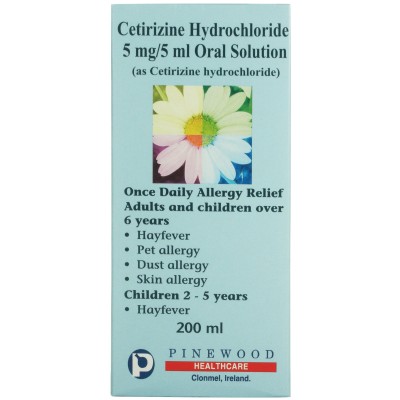 Cetirizine Hydrochloride
5 mg/5 ml Oral Solution
(as Cetirizine hydrochloride)
Once Daily Allergy Relief
Adults and children over
6 years
• Hayfever
• Pet allergy
• Dust allergy
• Skin allergy
Children 2 - 5 years
• Hayfever
200 ml
P
PINEWOOD
HEALTHCARE
Clonmel, Ireland.